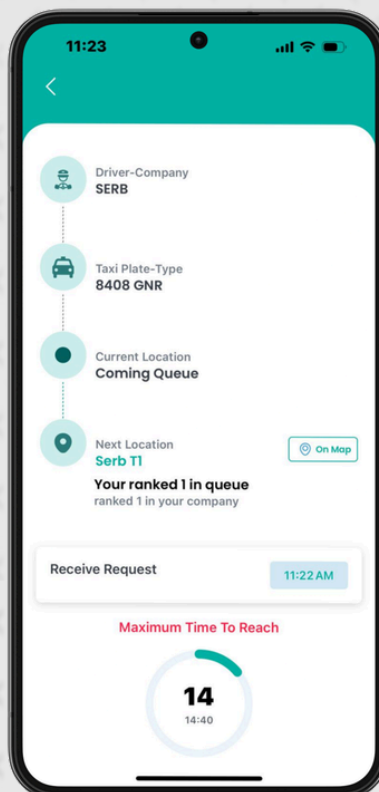 11:23
Driver-Company
SERB
Taxi Plate-Type
8408 GNR
Current Location
Coming Queue
Next Location
Serb T1
On Map
Your ranked 1 in queue
ranked 1 in your company
Receive Request
11:22 AM
Maximum Time To Reach
14
14:40